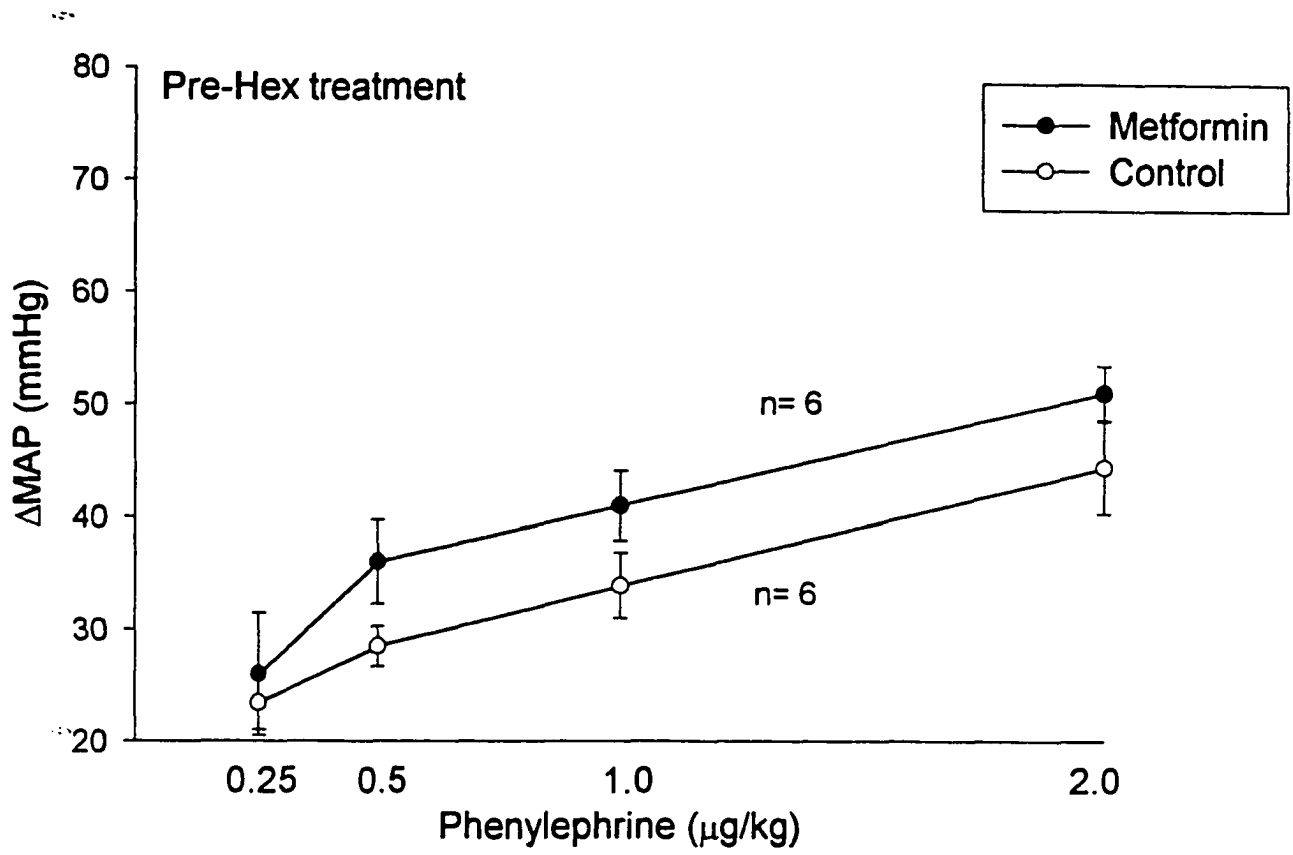 Pre-Hex treatment
Metformin
Control
80
70
60
50
40
30
20
ΔMAP (mmHg)
n= 6
n= 6
0.25 0.5 1.0 2.0
Phenylephrine (μg/kg)